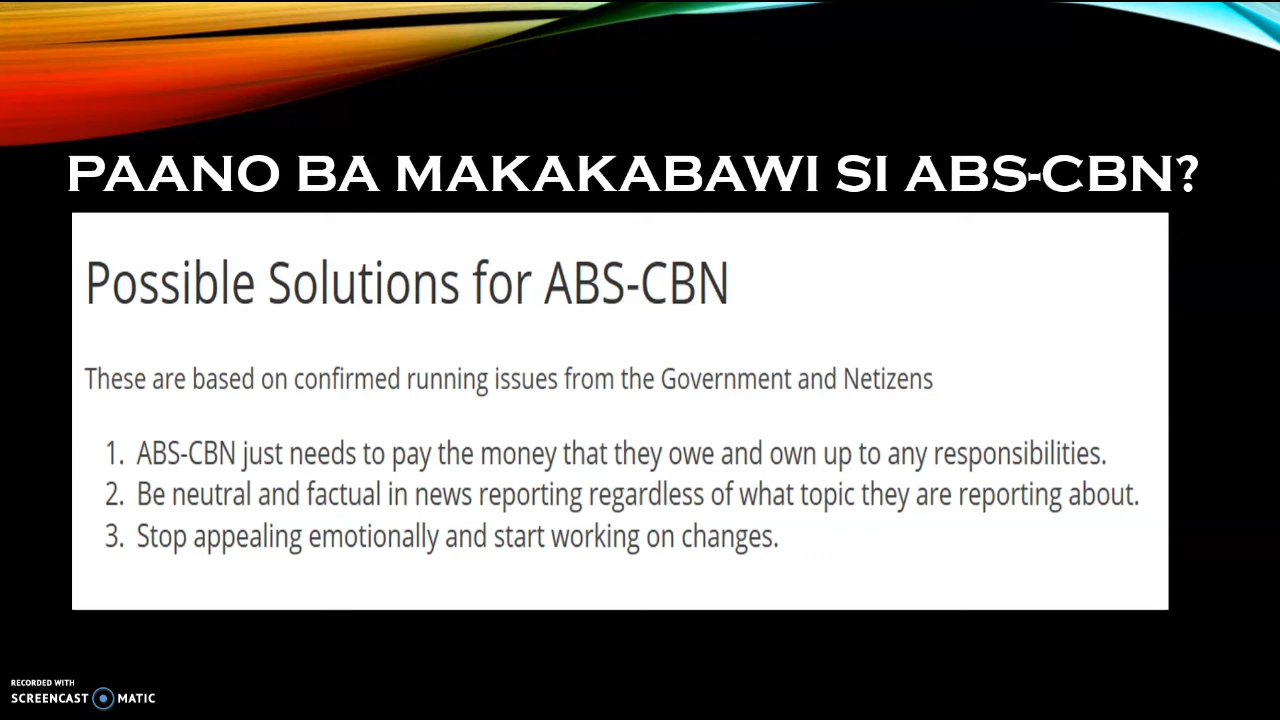 PAANO BA MAKAKABAWI SI ABS-CBN?
Possible Solutions for ABS-CBN
These are based on confirmed running issues from the Government and Netizens
1. ABS-CBN just needs to pay the money that they owe and own up to any responsibilities.
2. Be neutral and factual in news reporting regardless of what topic they are reporting about.
3. Stop appealing emotionally and start working on changes.
RECORDED WITH
SCREENCAST MATIC